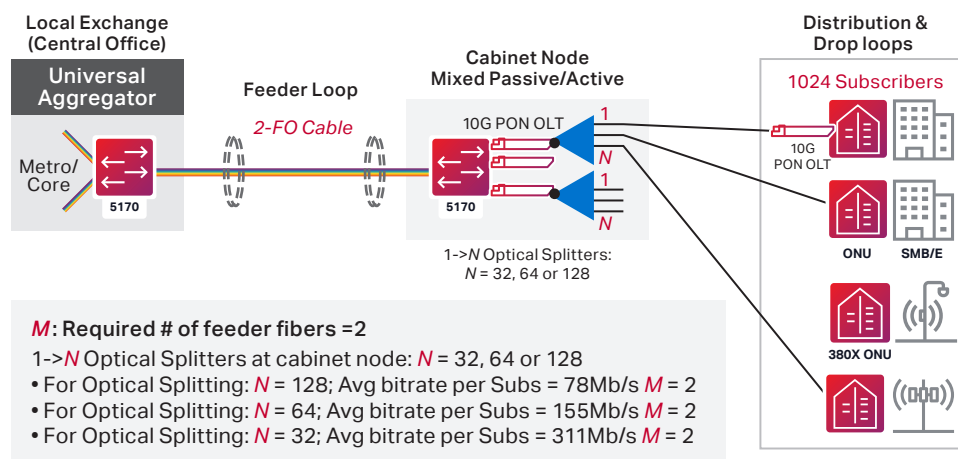 Local Exchange
(Central Office)
Universal
Aggregator
Metro/
Core
5170
Feeder Loop
2-FO Cable
Cabinet Node
Mixed Passive/Active
10G PON OLT
5170
1
N
1
N
1->N Optical Splitters:
N = 32, 64 or 128
Distribution &
Drop loops
1024 Subscribers
10G
PON OLT
ONU
SMB/E
380X ONU
M: Required # of feeder fibers =2
1->N Optical Splitters at cabinet node: N = 32, 64 or 128
• For Optical Splitting: N = 128; Avg bitrate per Subs = 78Mb/s M = 2
• For Optical Splitting: N = 64; Avg bitrate per Subs = 155Mb/s M = 2
• For Optical Splitting: N = 32; Avg bitrate per Subs = 311Mb/s M = 2